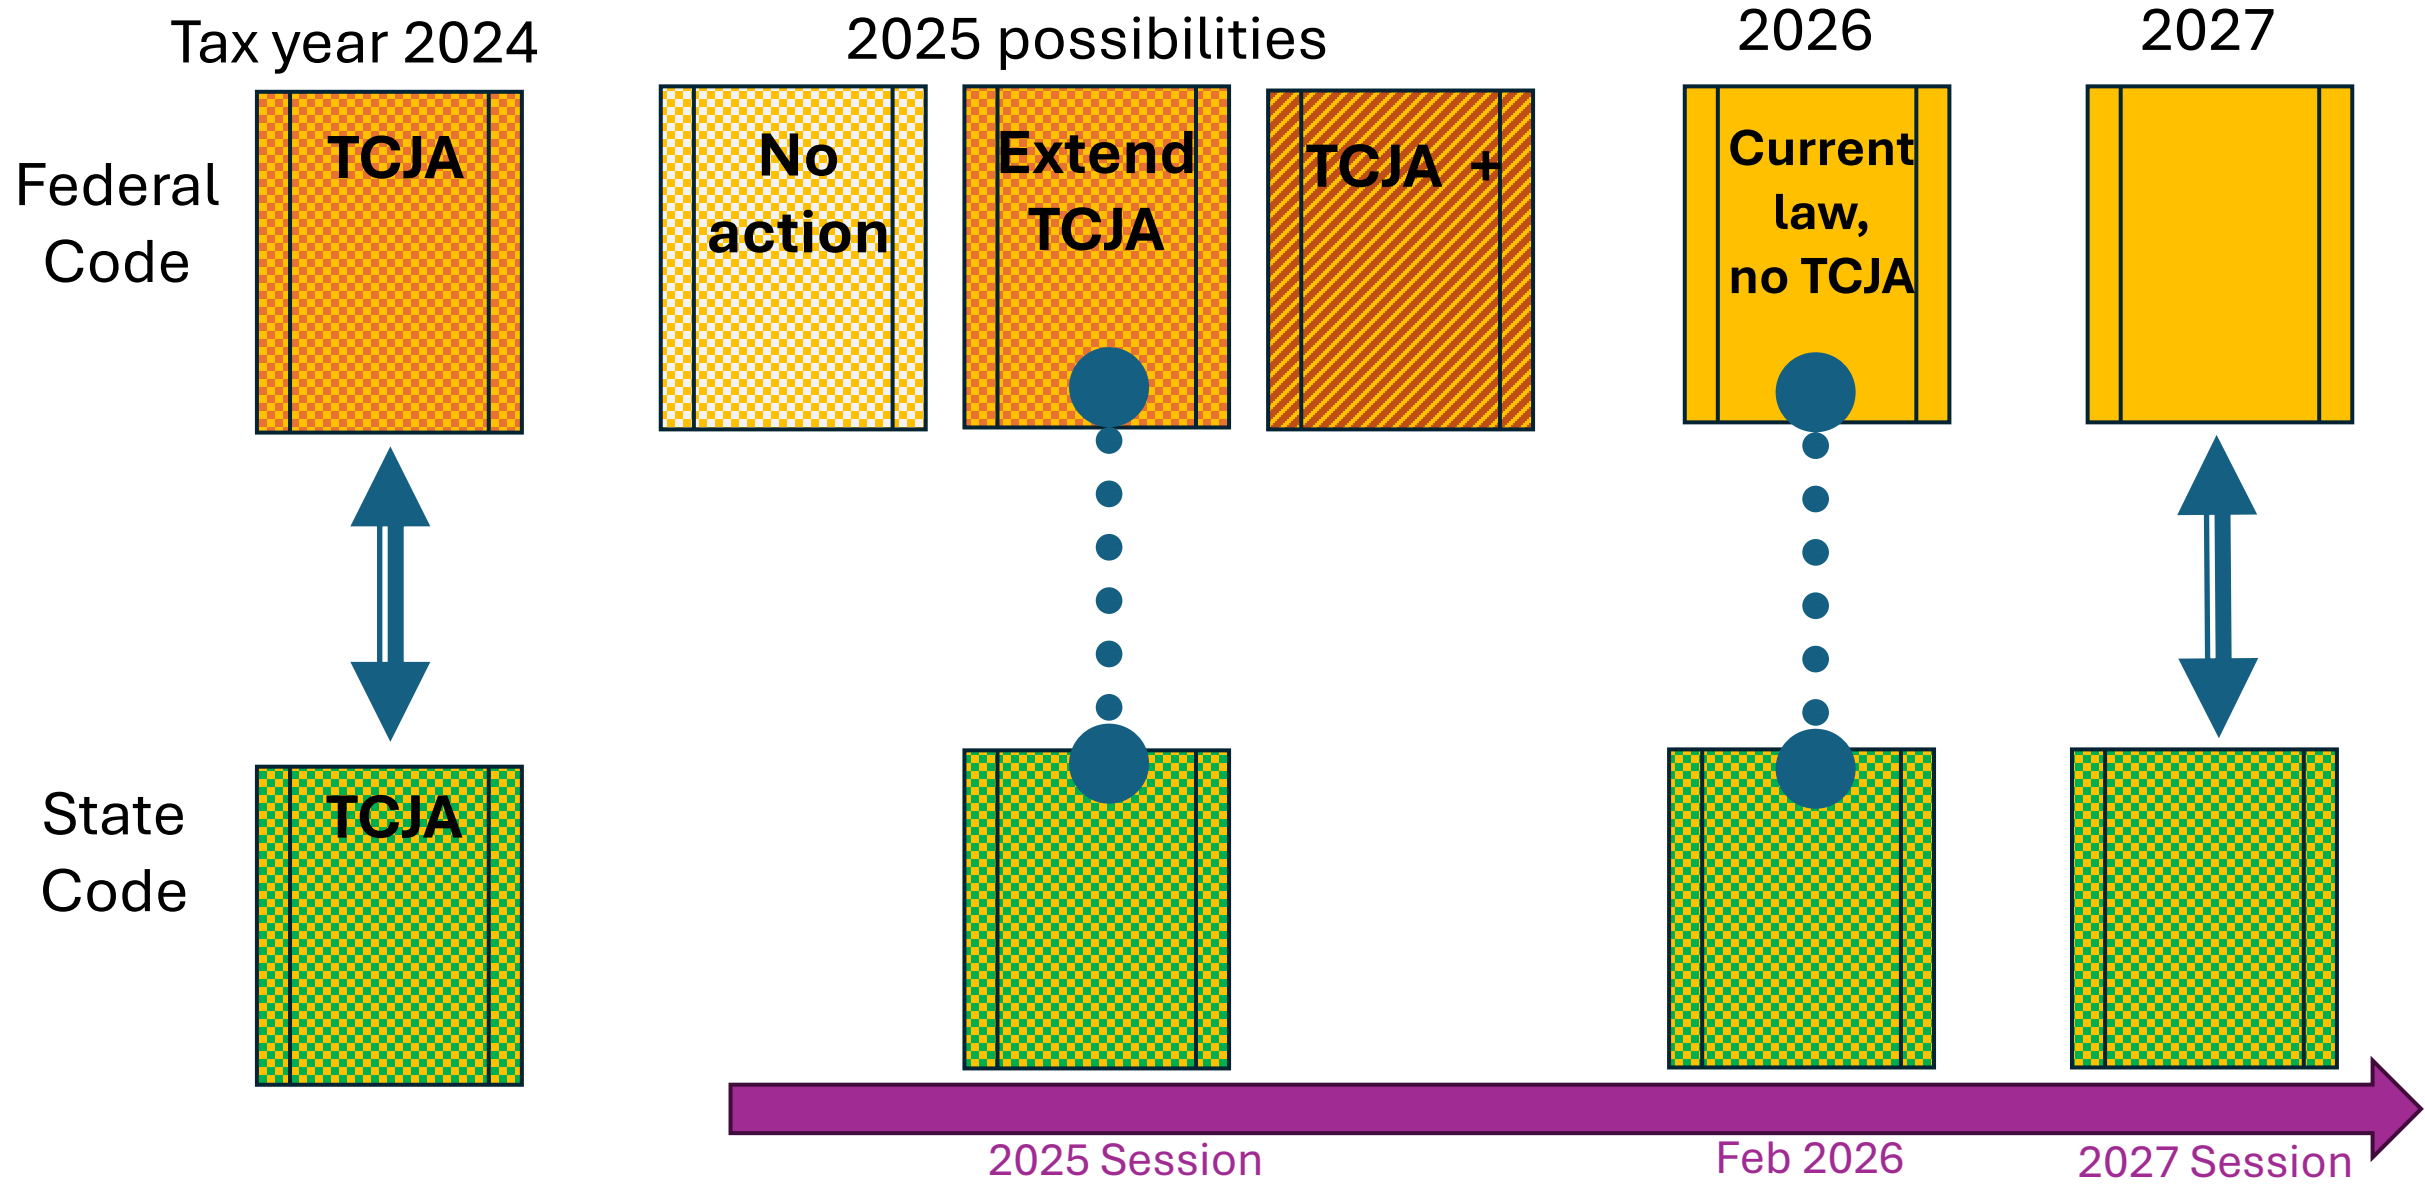 Tax year 2024
2025 possibilities
2026
2027
Federal
Code
TCJA
No
action
Extend
TCJA
TCJA +
Current
law,
no TCJA
State
Code
TCJA
2025 Session
Feb 2026
2027 Session